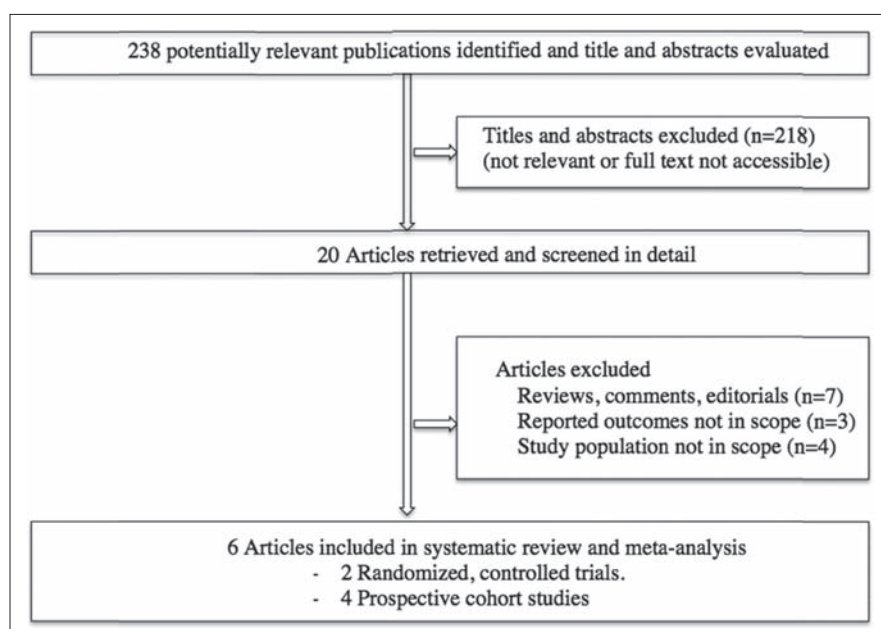 238 potentially relevant publications identified and title and abstracts evaluated
Titles and abstracts excluded (n=218)
(not relevant or full text not accessible)
20 Articles retrieved and screened in detail
Articles excluded
Reviews, comments, editorials (n=7)
Reported outcomes not in scope (n=3)
Study population not in scope (n=4)
6 Articles included in systematic review and meta-analysis
- 2 Randomized, controlled trials.
- 4 Prospective cohort studies